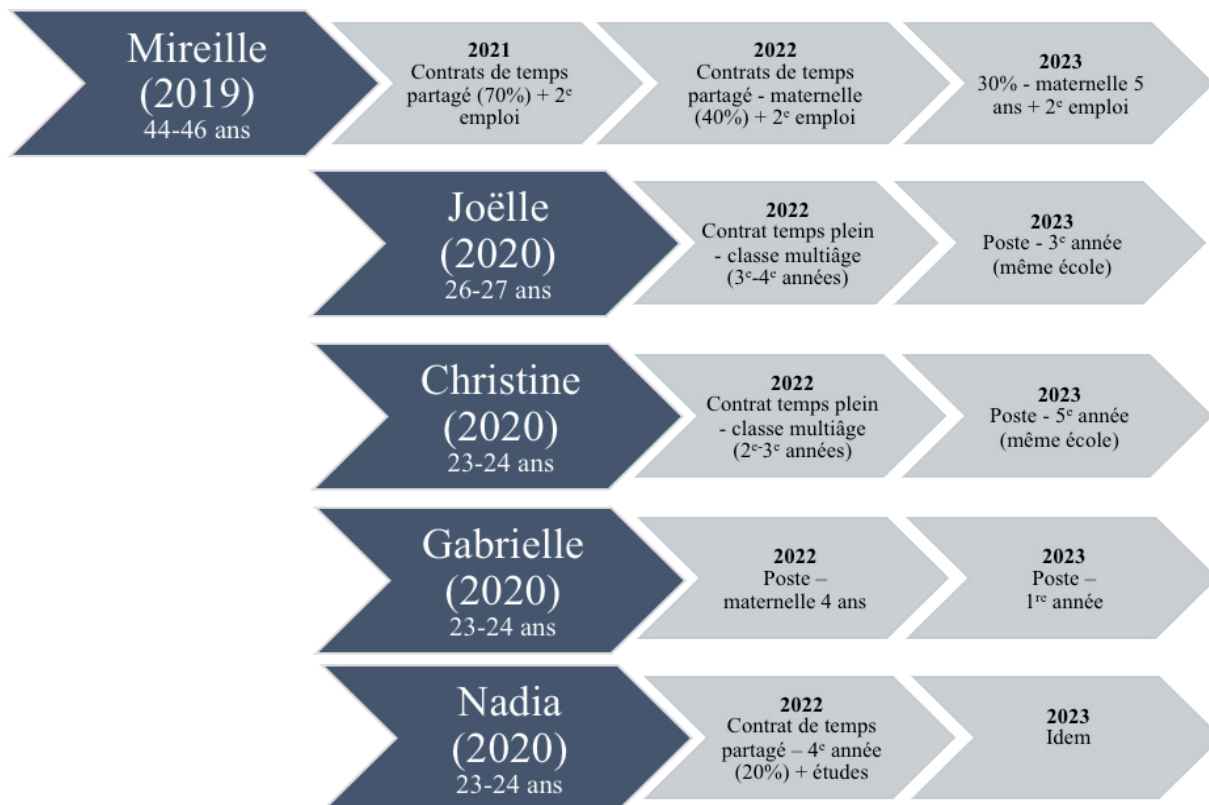 Mireille
(2019)
44-46 ans
2021
Contrats de temps
partagé (70%) + 2e
emploi
2022
Contrats de temps
partagé - maternelle
(40%) + 2e emploi
2023
30% - maternelle 5
ans + 2e emploi
Joëlle
(2020)
26-27 ans
2022
Contrat temps plein
- classe multiâge
(3e-4e années)
2023
Poste - 3e année
(même école)
Christine
(2020)
23-24 ans
2022
Contrat temps plein
- classe multiâge
(2e-3e années)
2023
Poste - 5e année
(même école)
Gabrielle
(2020)
23-24 ans
2022
Poste –
maternelle 4 ans
2023
Poste –
1re année
Nadia
(2020)
23-24 ans
2022
Contrat de temps
partagé – 4e année
(20%) + études
2023
Idem